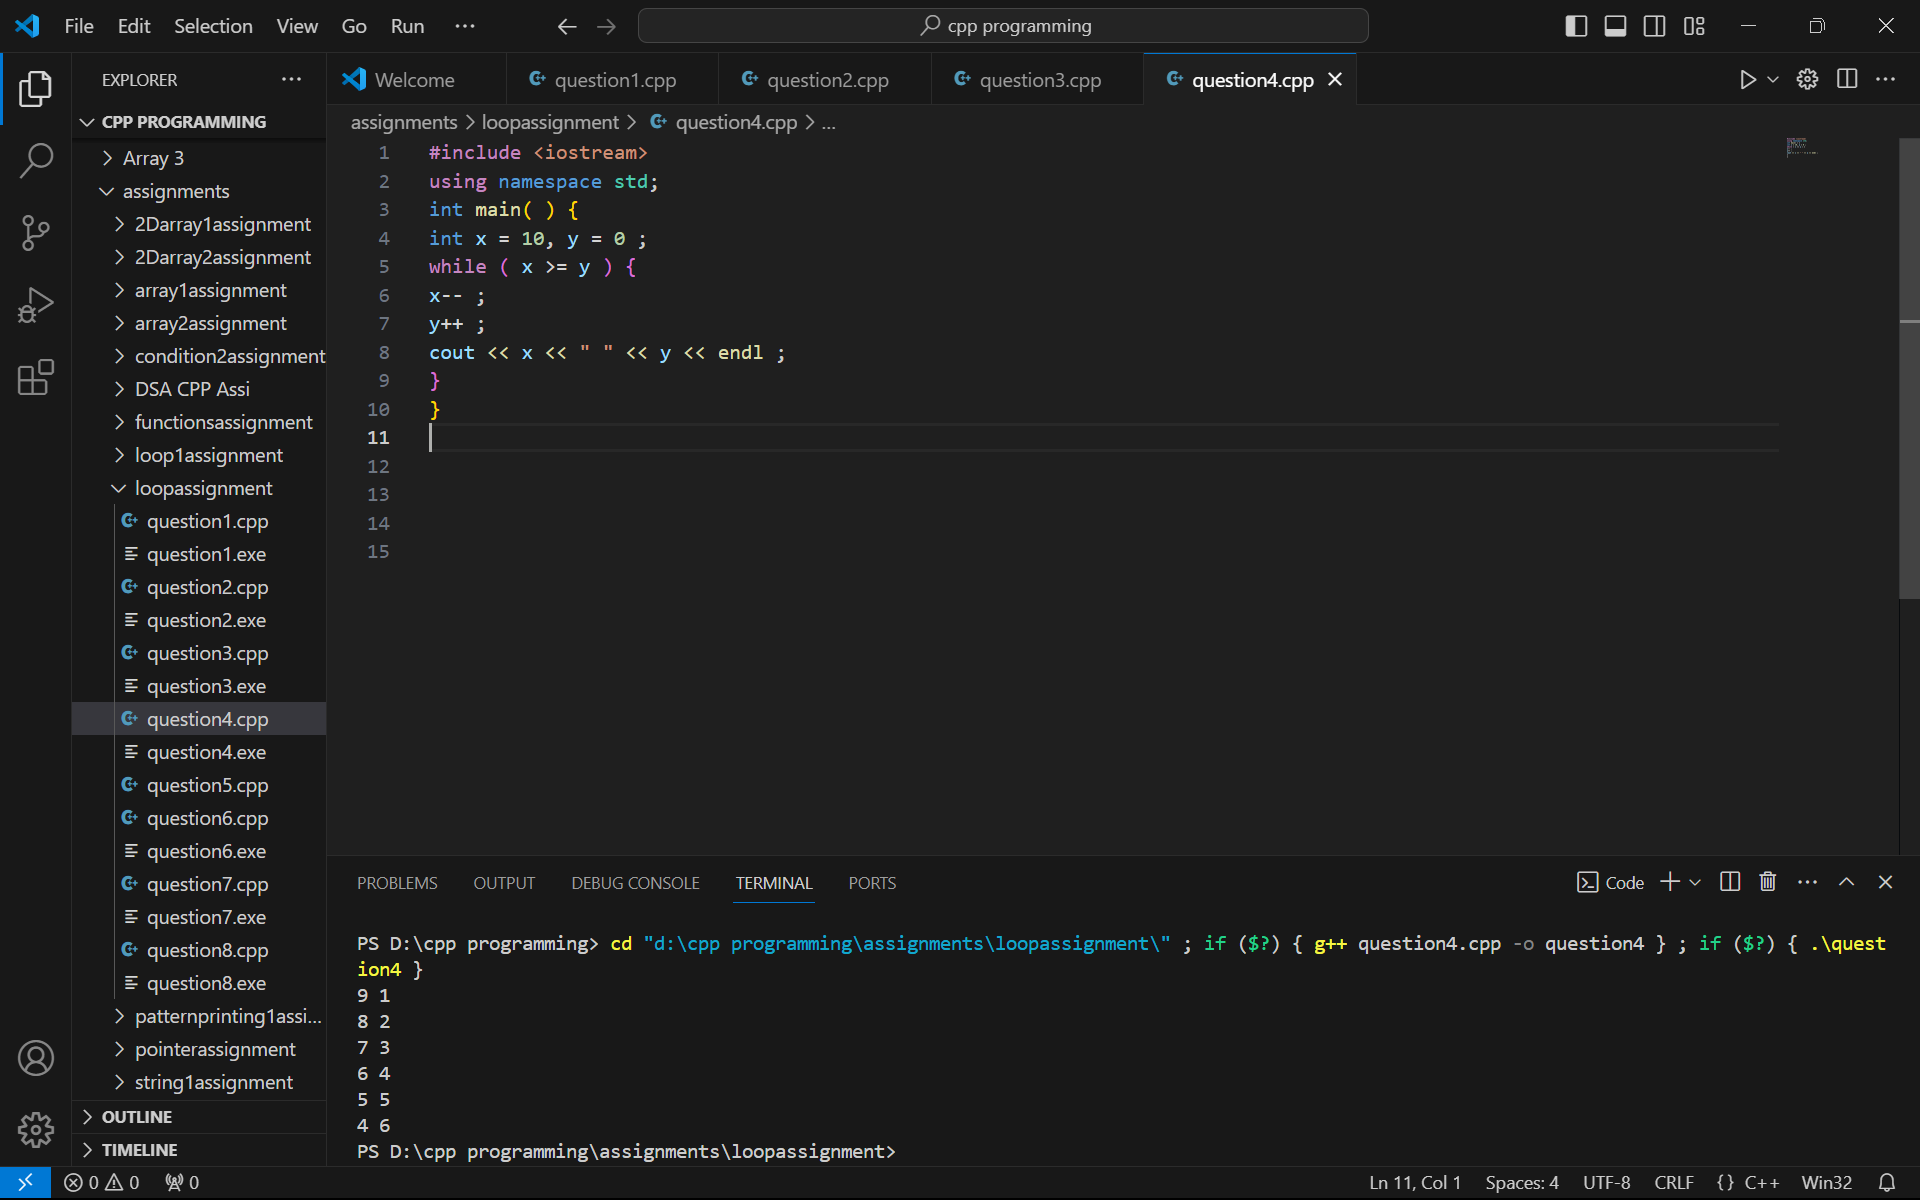 File Edit Selection View Go Run ··· cpp programming
EXPLORER ···
Welcome question1.cpp question2.cpp question3.cpp question4.cpp
CPP PROGRAMMING
Array 3
assignments
2Darray1assignment
2Darray2assignment
array1assignment
array2assignment
condition2assignment
DSA CPP Assi
functionsassignment
loop1assignment
loopassignment
question1.cpp
question1.exe
question2.cpp
question2.exe
question3.cpp
question3.exe
question4.cpp
question4.exe
question5.cpp
question6.cpp
question6.exe
question7.cpp
question7.exe
question8.cpp
question8.exe
patternprinting1assi...
pointerassignment
string1assignment
OUTLINE
TIMELINE
assignments > loopassignment > question4.cpp > ...
1 #include <iostream>
2 using namespace std;
3 int main( ) {
4 int x = 10, y = 0 ;
5 while ( x >= y ) {
6 x-- ;
7 y++ ;
8 cout << x << " " << y << endl ;
9 }
10 }
11
12
13
14
15
PROBLEMS OUTPUT DEBUG CONSOLE TERMINAL PORTS Code
PS D:\cpp programming> cd "d:\cpp programming\assignments\loopassignment\" ; if ($?) { g++ question4.cpp -o question4 } ; if ($?) { .\quest
ion4 }
9 1
8 2
7 3
6 4
5 5
4 6
PS D:\cpp programming\assignments\loopassignment>
0 0 0 Ln 11, Col 1 Spaces: 4 UTF-8 CRLF {} C++ Win32